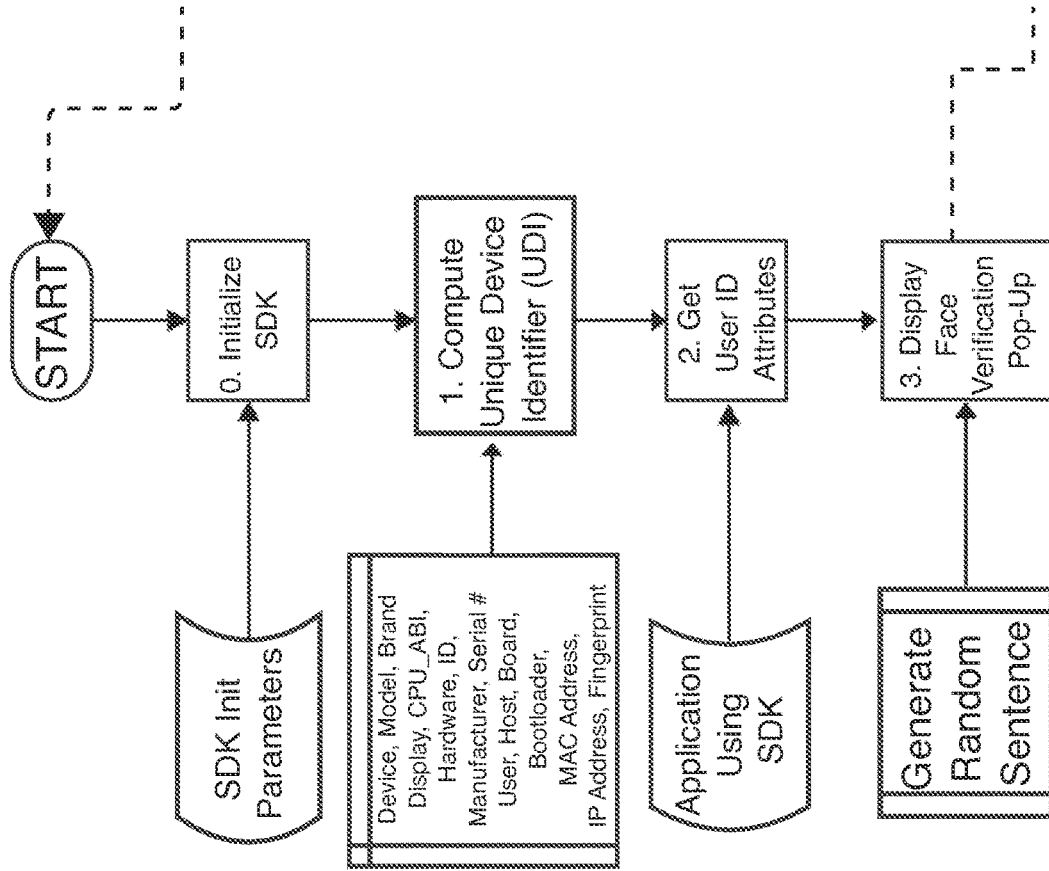 START
0. Initialize
SDK
SDK Init
Parameters
1. Compute
Unique Device
Identifier (UDI)
Device, Model, Brand
Display, CPU_ABI,
Hardware, ID,
Manufacturer, Serial #
User, Host, Board,
Bootloader,
MAC Address,
IP Address, Fingerprint
2. Get
User ID
Attributes
Application
Using
SDK
3. Display
Face
Verification
Pop-Up
Generate
Random
Sentence